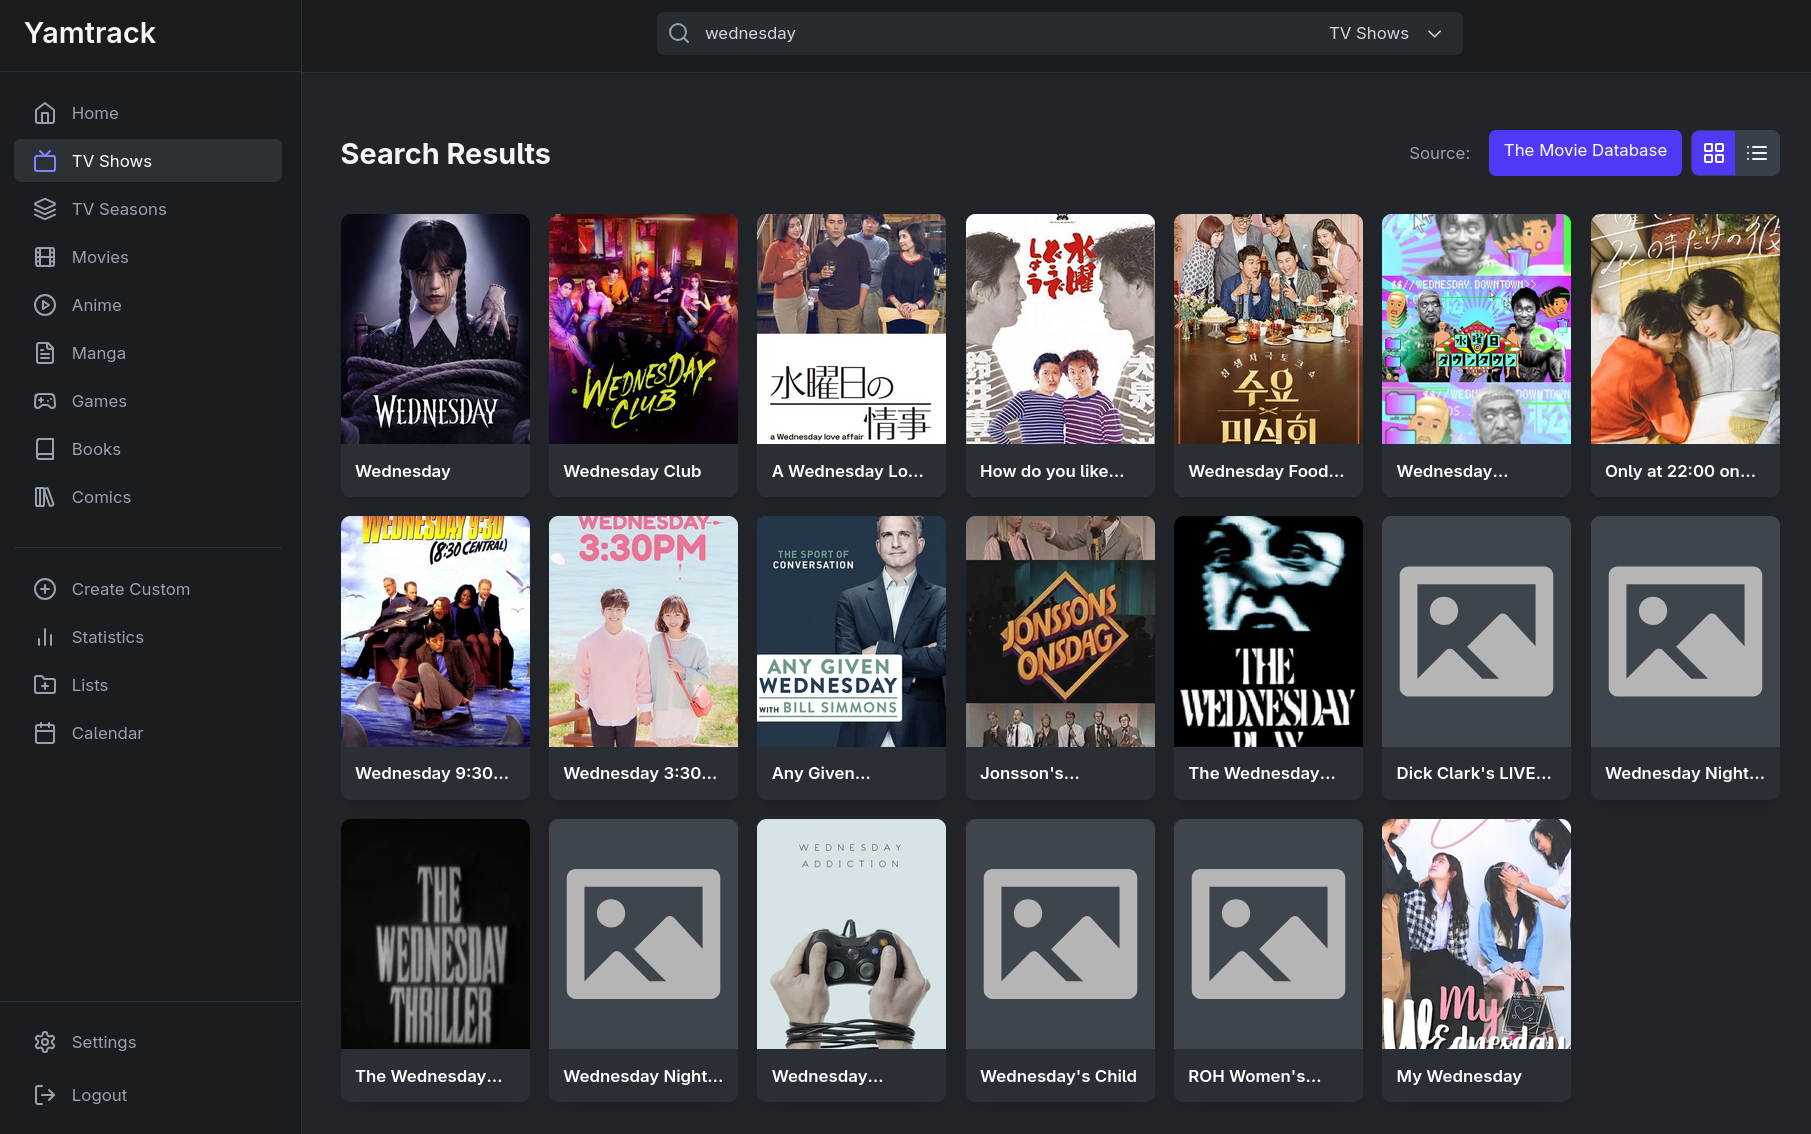 Yamtrack
wednesday
TV Shows
Home
TV Shows
TV Seasons
Movies
Anime
Manga
Games
Books
Comics
Create Custom
Statistics
Lists
Calendar
Settings
Logout
Search Results
Source:
The Movie Database
WEDNESDAY
Wednesday
WEDNESDAY
CLUB
Wednesday Club
水曜日の
情事
a Wednesday love affair
A Wednesday Lo...
水曜
どうで
しょう
鈴井貴
大泉
How do you like...
수요
미식회
Wednesday Food...
$$//WEDNESDAY.DOWNTOWN>>
水曜日
ダウンタウン
Wednesday...
22時だけの彼
Only at 22:00 on...
WEDNESDAY 9:30
(8:30 CENTRAL)
Wednesday 9:30...
WEDNESDAY
3:30PM
Wednesday 3:30...
THE SPORT OF
CONVERSATION
ANY GIVEN
WEDNESDAY
WITH BILL SIMMONS
Any Given...
JONSSONS
ONSDAG
Jonsson's...
THE
WEDNESDAY
PLAY
The Wednesday...
Dick Clark's LIVE...
Wednesday Night...
THE
WEDNESDAY
THRILLER
The Wednesday...
Wednesday Night...
WEDNESDAY
ADDICTION
Wednesday...
Wednesday's Child
ROH Women's...
My
Wednesday
My Wednesday